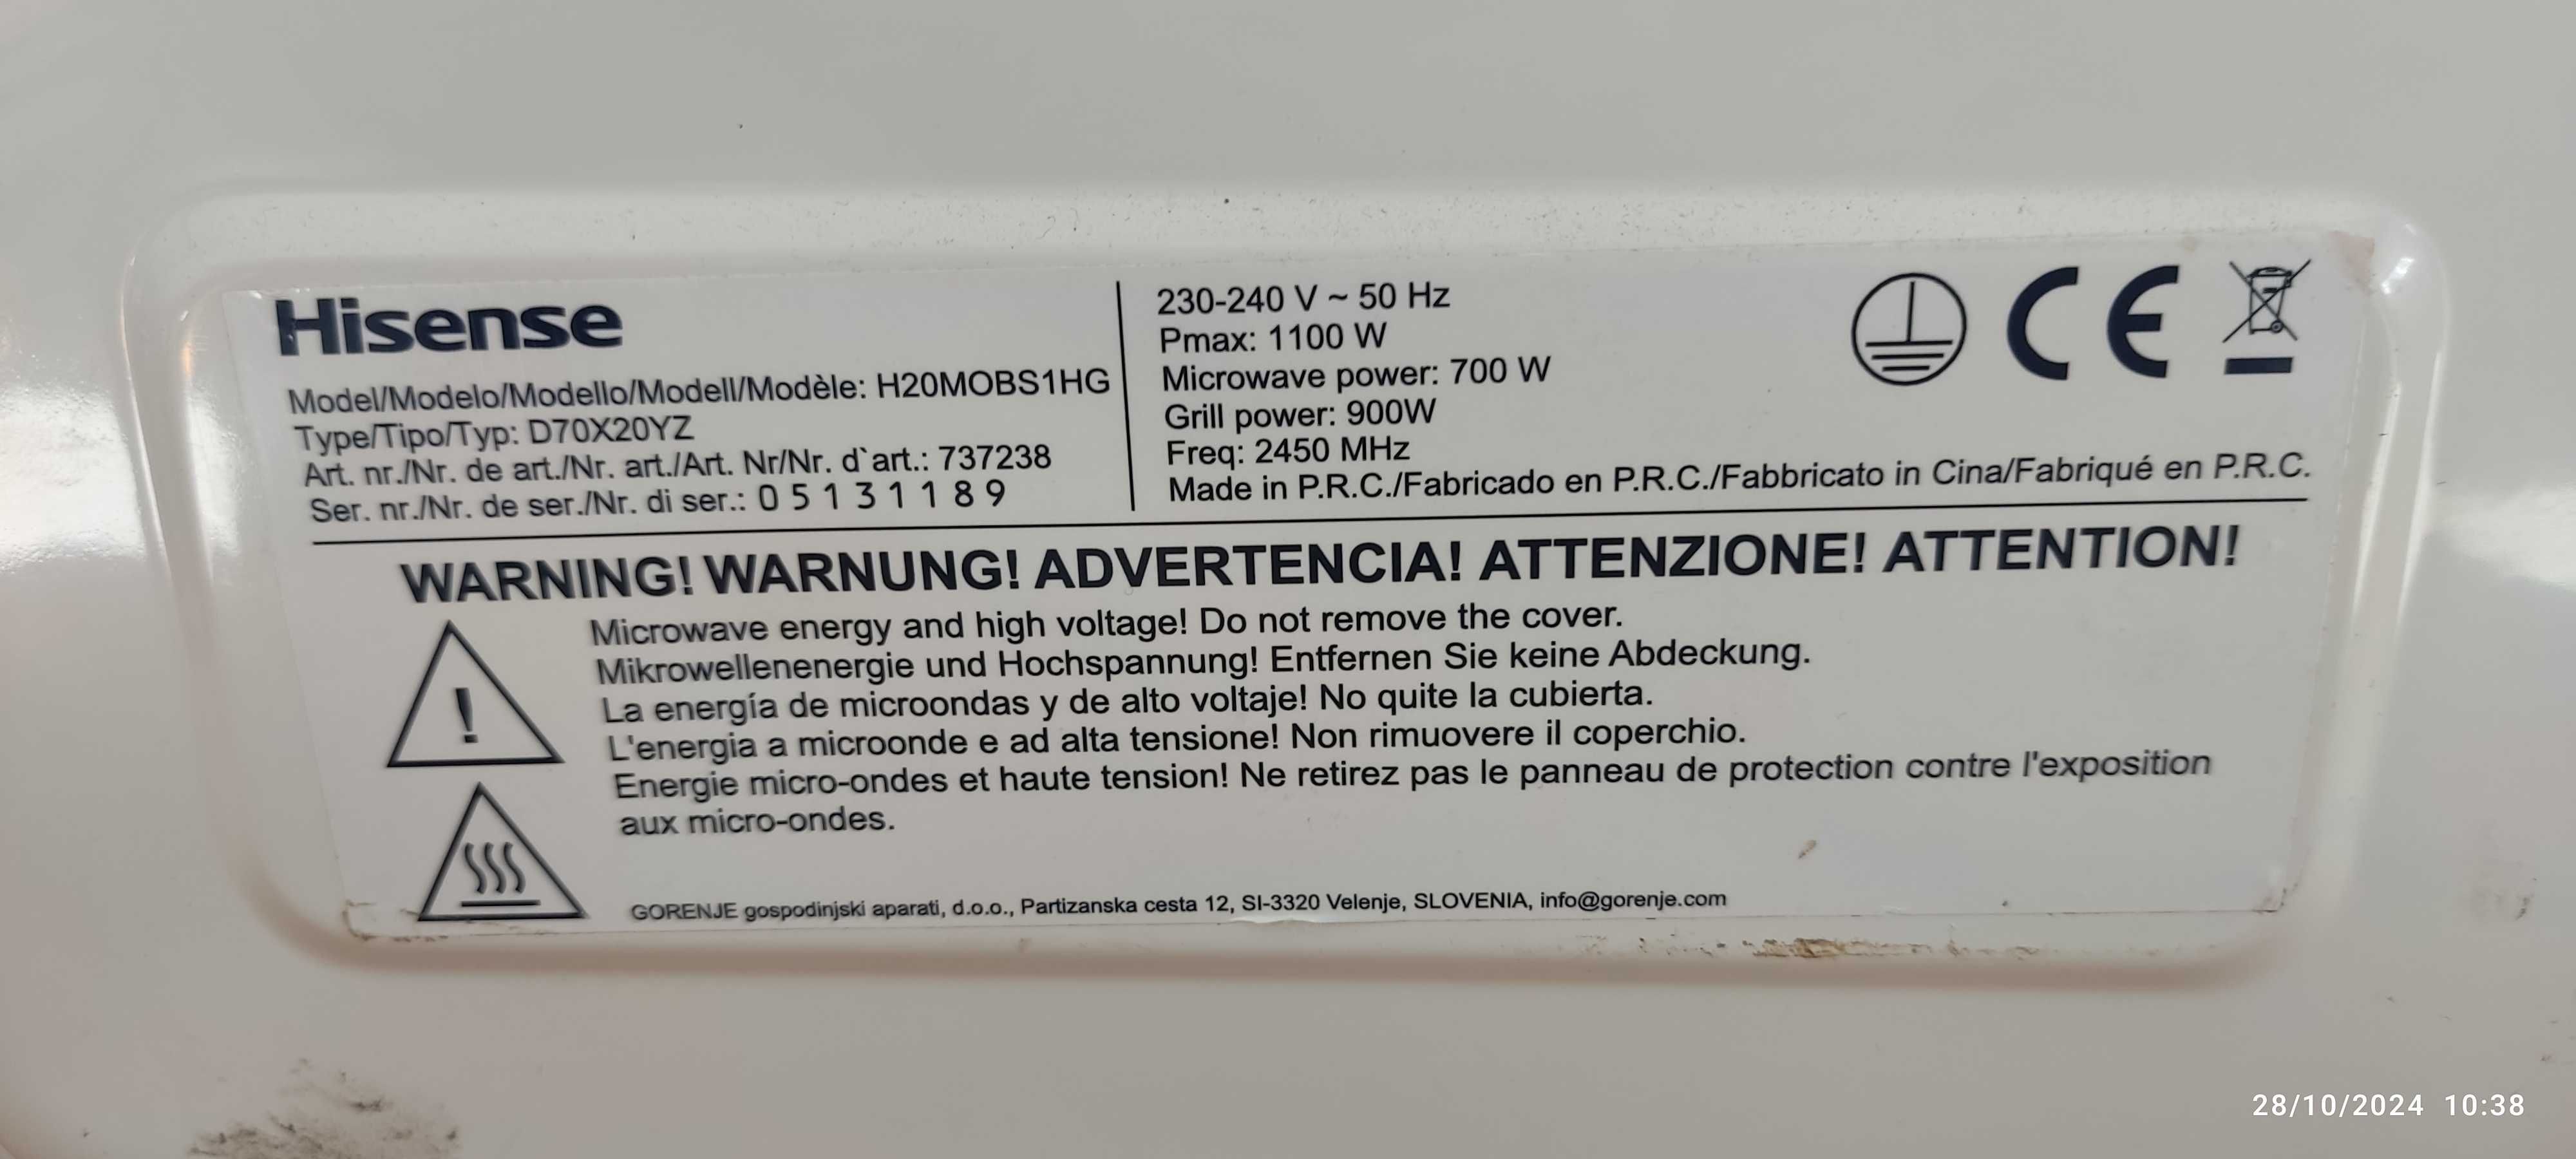 Hisense
Model/Modelo/Modello/Modell/Modèle: H20MOBS1HG
Type/Tipo/Typ: D70X20YZ
Art. nr./Nr. de art./Nr. art./Art. Nr/Nr. d`art.: 737238
Ser. nr./Nr. de ser./Nr. di ser.: 0 5 1 3 1 1 8 9
230-240 V ~ 50 Hz
Pmax: 1100 W
Microwave power: 700 W
Grill power: 900W
Freq: 2450 MHz
Made in P.R.C./Fabricado en P.R.C./Fabbricato in Cina/Fabriqué en P.R.C.
CE
WARNING! WARNUNG! ADVERTENCIA! ATTENZIONE! ATTENTION!
Microwave energy and high voltage! Do not remove the cover.
Mikrowellenenergie und Hochspannung! Entfernen Sie keine Abdeckung.
La energía de microondas y de alto voltaje! No quite la cubierta.
L'energia a microonde e ad alta tensione! Non rimuovere il coperchio.
Energie micro-ondes et haute tension! Ne retirez pas le panneau de protection contre l'exposition
aux micro-ondes.
GORENJE gospodinjski aparati, d.o.o., Partizanska cesta 12, SI-3320 Velenje, SLOVENIA, info@gorenje.com
28/10/2024 10:38